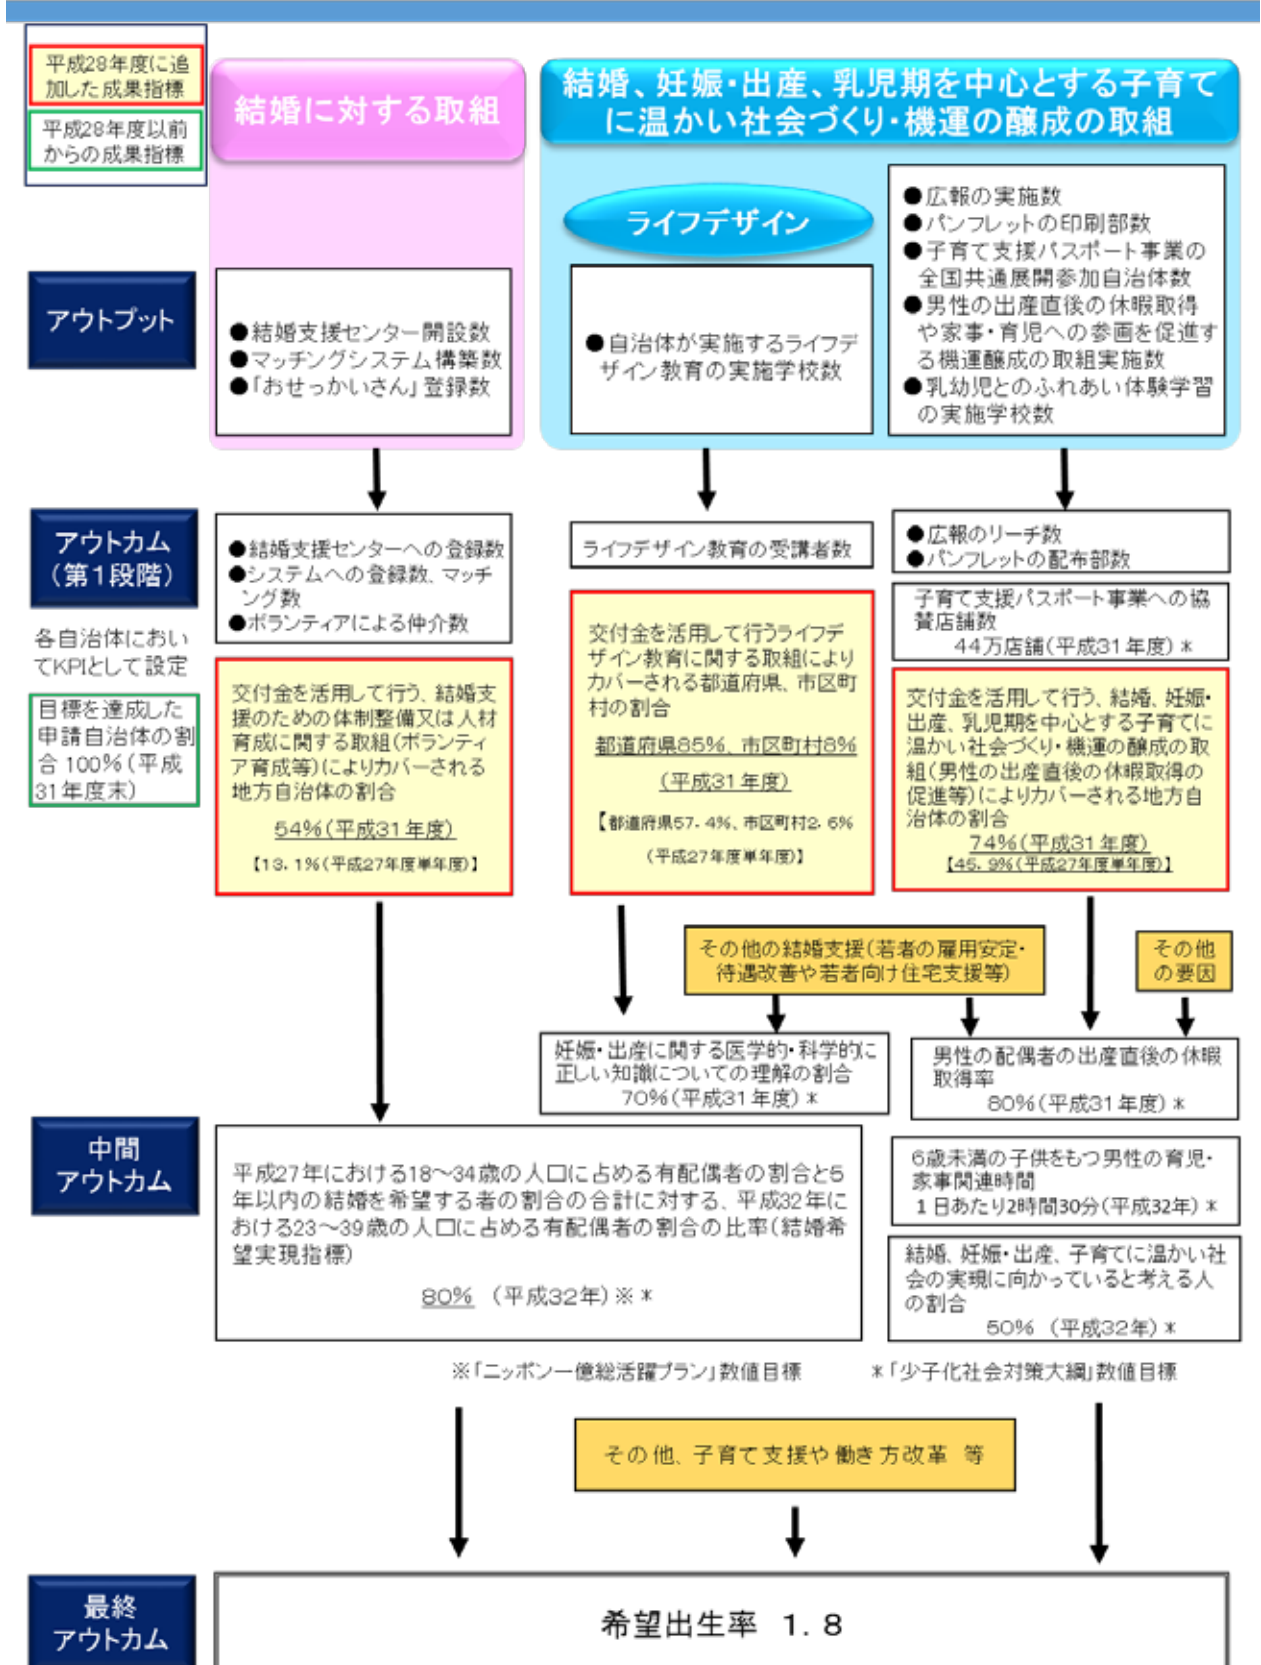 平成28年度に追
加した成果指標
平成28年度以前
からの成果指標
結婚に対する取組
結婚、妊娠・出産、乳児期を中心とする子育て
に温かい社会づくり・機運の醸成の取組
ライフデザイン
アウトプット
●結婚支援センター開設数
●マッチングシステム構築数
●「おせっかいさん」登録数
●自治体が実施するライフデ
ザイン教育の実施学校数
●広報の実施数
●パンフレットの印刷部数
●子育て支援パスポート事業の
全国共通展開参加自治体数
●男性の出産直後の休暇取得
や家事・育児への参画を促進す
る機運醸成の取組実施数
●乳幼児とのふれあい体験学習
の実施学校数
アウトカム
（第1段階）
各自治体におい
てKPIとして設定
目標を達成した
申請自治体の割
合 100％（平成
31年度末）
●結婚支援センターへの登録数
●システムへの登録数、マッチ
ング数
●ボランティアによる仲介数
交付金を活用して行う、結婚支
援のための体制整備又は人材
育成に関する取組（ボランティ
ア育成等）によりカバーされる
地方自治体の割合
54％（平成31年度）
【13．1％（平成27年度単年度）】
ライフデザイン教育の受講者数
交付金を活用して行うライフデ
ザイン教育に関する取組により
カバーされる都道府県、市区町
村の割合
都道府県85％、市区町村8％
（平成31年度）
【都道府県57．4％、市区町村2．6％
（平成27年度単年度）】
●広報のリーチ数
●パンフレットの配布部数
子育て支援パスポート事業への協
賛店舗数
44万店舗（平成31年度）＊
交付金を活用して行う、結婚、妊娠・
出産、乳児期を中心とする子育てに
温かい社会づくり・機運の醸成の取
組（男性の出産直後の休暇取得の
促進等）によりカバーされる地方自
治体の割合
74％（平成31年度）
【45．9％（平成27年度単年度）】
その他の結婚支援（若者の雇用安定・
待遇改善や若者向け住宅支援等）
その他
の要因
妊娠・出産に関する医学的・科学的に
正しい知識についての理解の割合
70％（平成31年度）＊
男性の配偶者の出産直後の休暇
取得率
80％（平成31年度）＊
中間
アウトカム
平成27年における18～34歳の人口に占める有配偶者の割合と5
年以内の結婚を希望する者の割合の合計に対する、平成32年に
おける23～39歳の人口に占める有配偶者の割合の比率（結婚希
望実現指標）
80％ （平成32年）※＊
6歳未満の子供をもつ男性の育児・
家事関連時間
1日あたり2時間30分（平成32年）＊
結婚、妊娠・出産、子育てに温かい社
会の実現に向かっていると考える人
の割合
50％ （平成32年）＊
※「ニッポン一億総活躍プラン」数値目標
＊「少子化社会対策大綱」数値目標
その他、子育て支援や働き方改革 等
最終
アウトカム
希望出生率 1．8